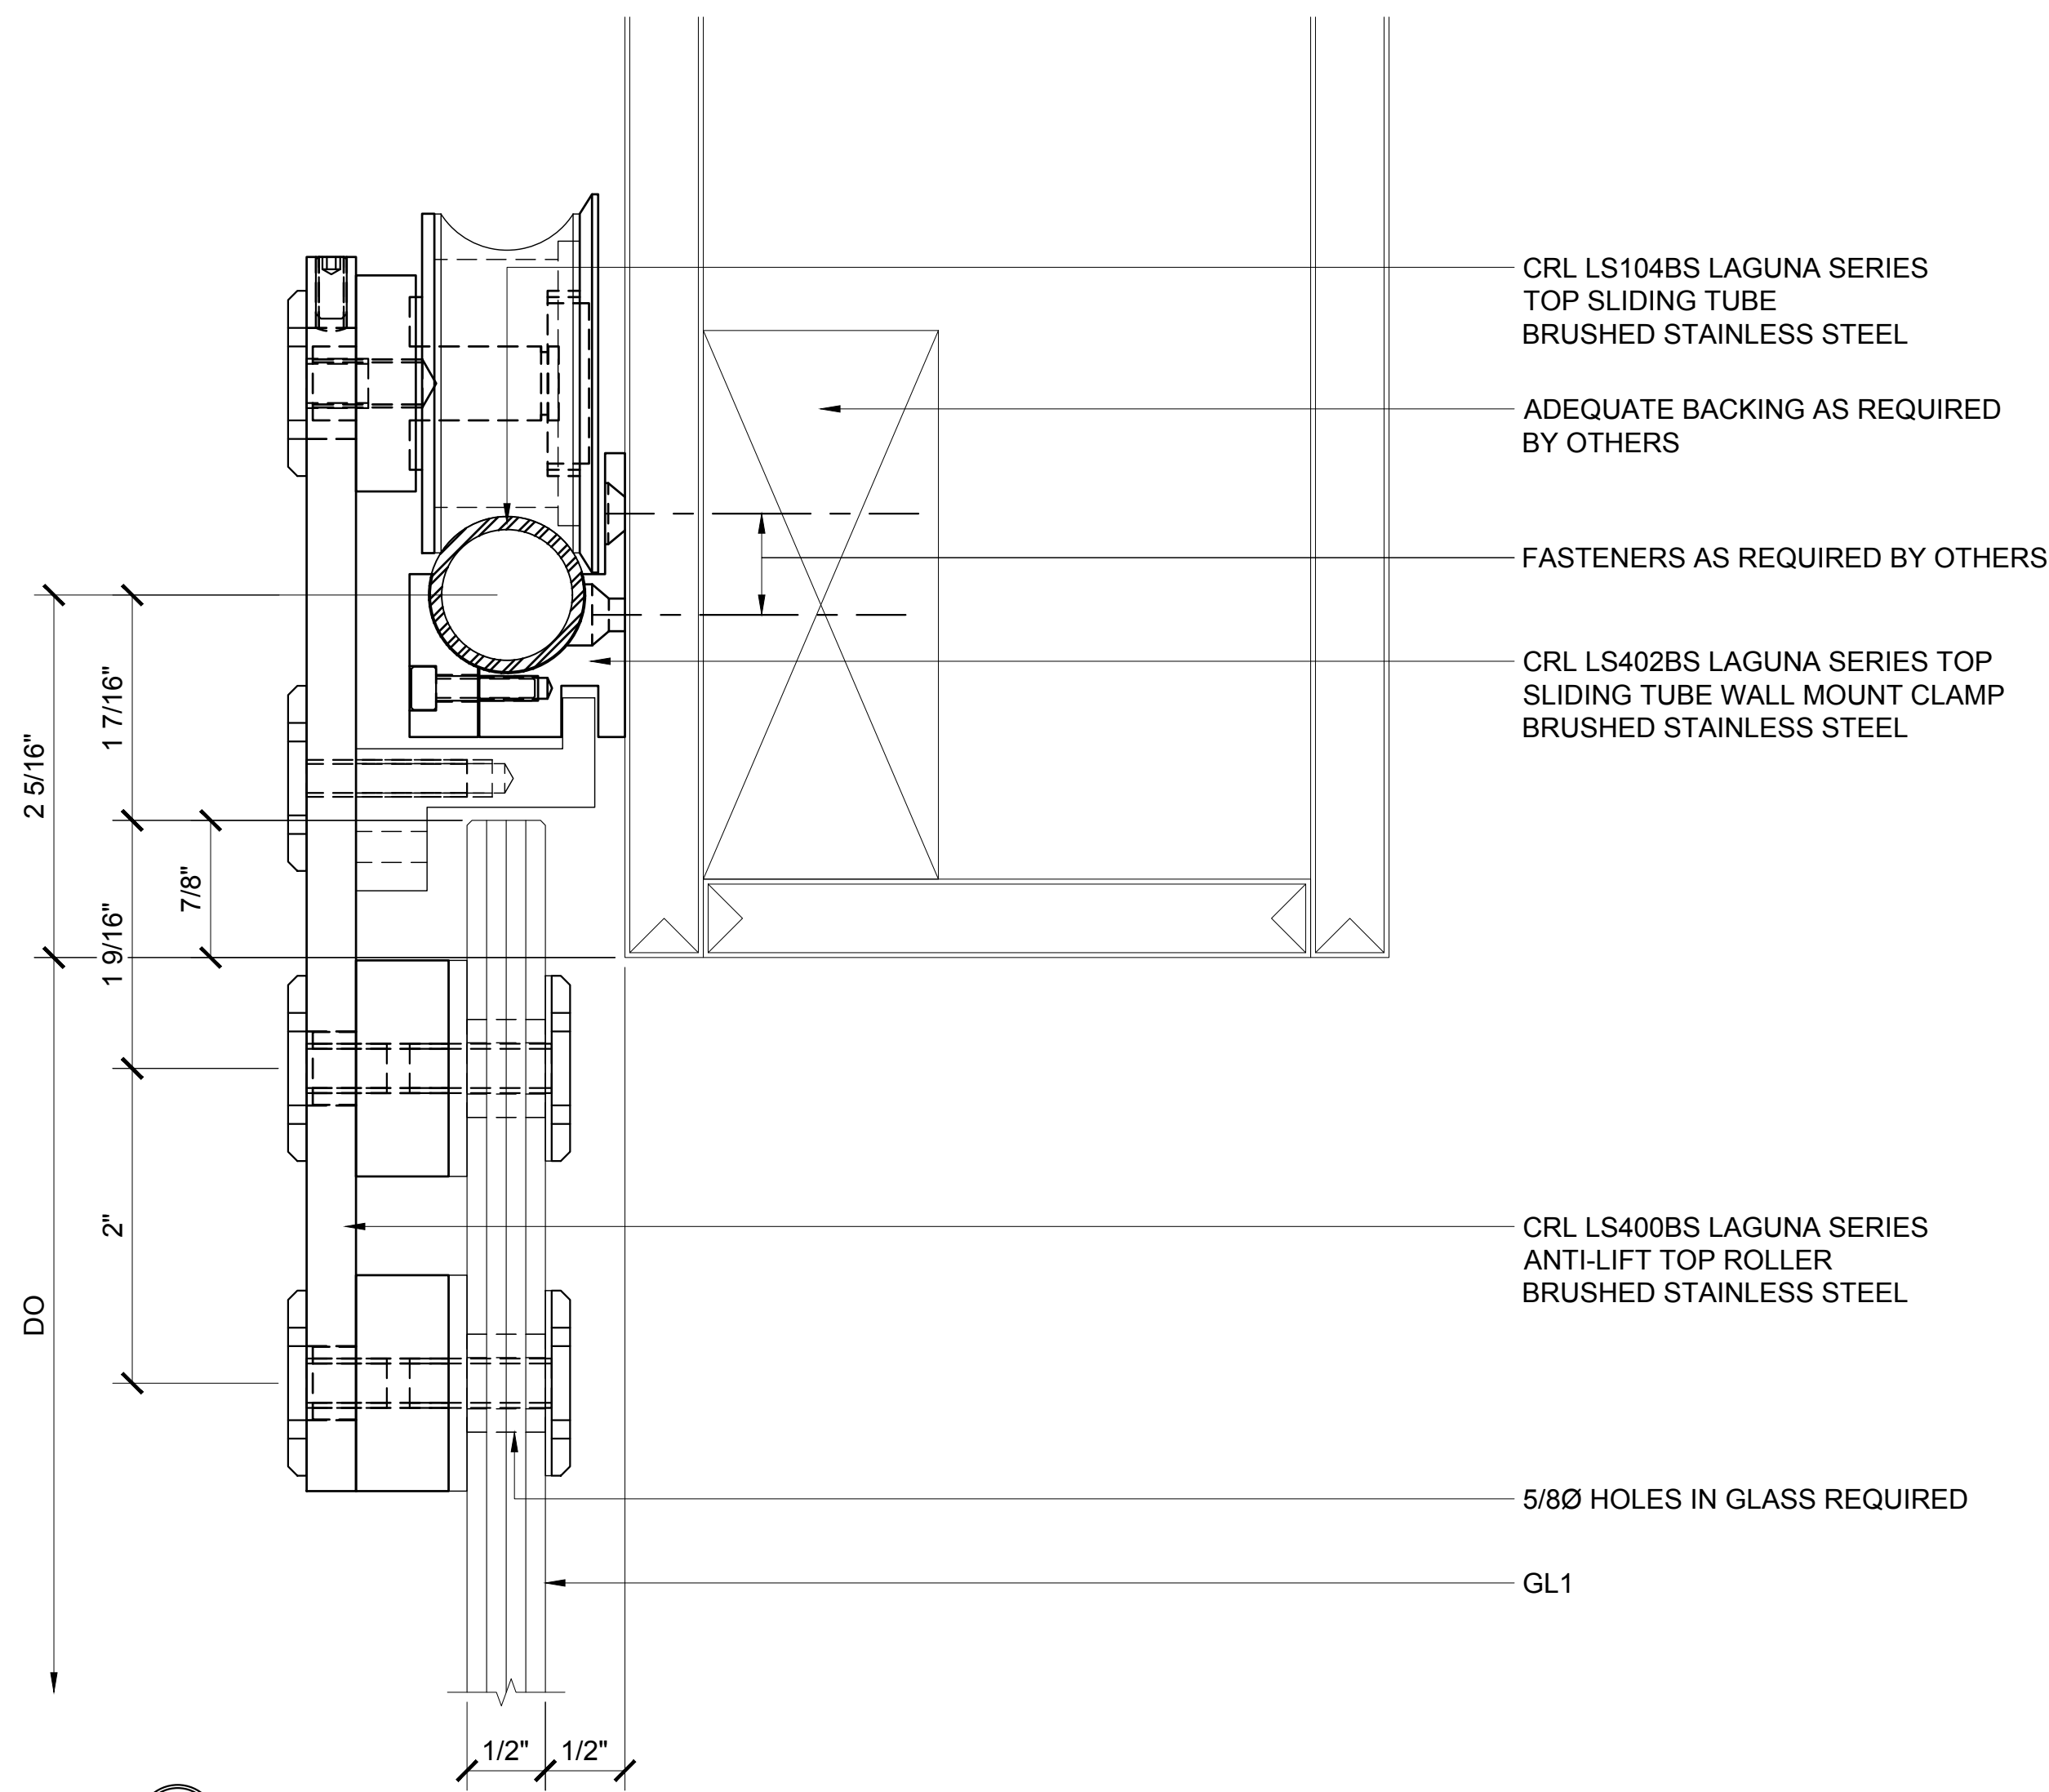 CRL LS104BS LAGUNA SERIES
TOP SLIDING TUBE
BRUSHED STAINLESS STEEL
ADEQUATE BACKING AS REQUIRED
BY OTHERS
FASTENERS AS REQUIRED BY OTHERS
CRL LS402BS LAGUNA SERIES TOP
SLIDING TUBE WALL MOUNT CLAMP
BRUSHED STAINLESS STEEL
2 5/16"
1 7/16"
7/8"
1 9/16"
2"
DO
CRL LS400BS LAGUNA SERIES
ANTI-LIFT TOP ROLLER
BRUSHED STAINLESS STEEL
5/8Ø HOLES IN GLASS REQUIRED
GL1
1/2"
1/2"